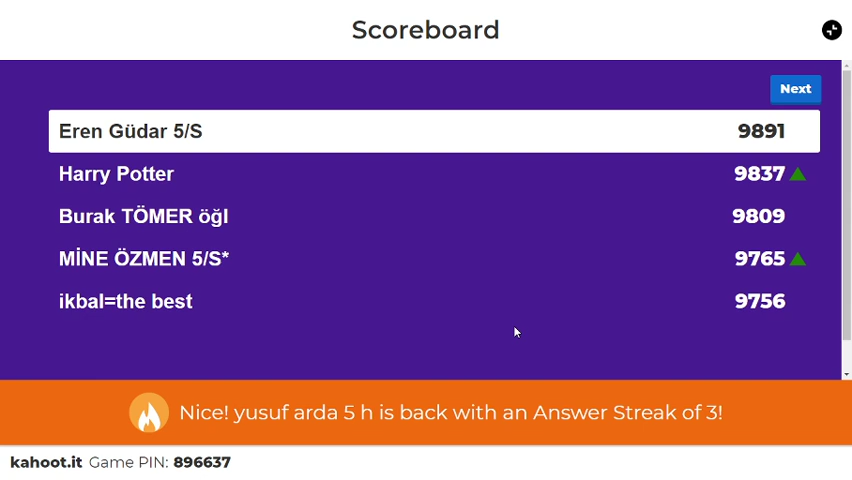 Scoreboard
Next
Eren Güdar 5/S 9891
Harry Potter 9837
Burak TÖMER öğl 9809
MİNE ÖZMEN 5/S* 9765
ikbal=the best 9756
Nice! yusuf arda 5 h is back with an Answer Streak of 3!
kahoot.it Game PIN: 896637